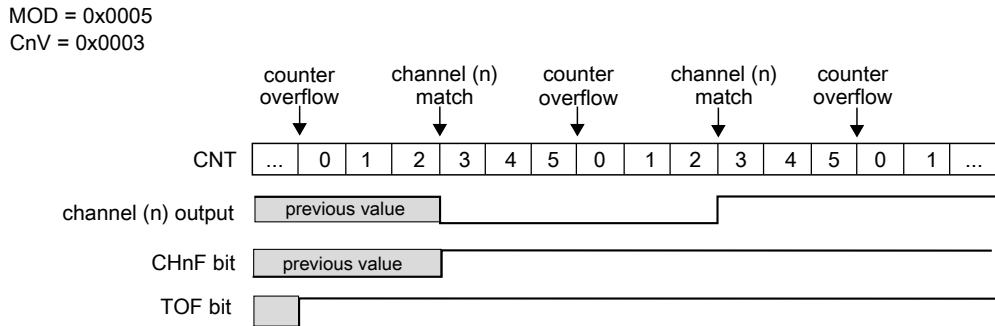 MOD = 0x0005
CnV = 0x0003
counter overflow
channel (n) match
counter overflow
channel (n) match
counter overflow
CNT ... 0 1 2 3 4 5 0 1 2 3 4 5 0 1 ...
channel (n) output previous value
CHnF bit previous value
TOF bit